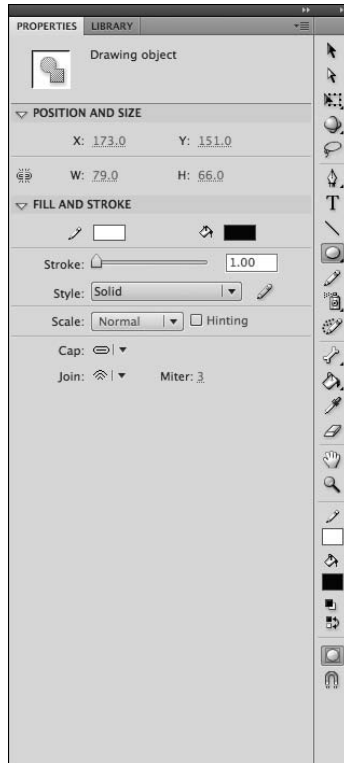 PROPERTIES LIBRARY
Drawing object
POSITION AND SIZE
X: 173.0 Y: 151.0
W: 79.0 H: 66.0
FILL AND STROKE
Stroke: 1.00
Style: Solid
Scale: Normal Hinting
Cap:
Join: Miter: 3
T